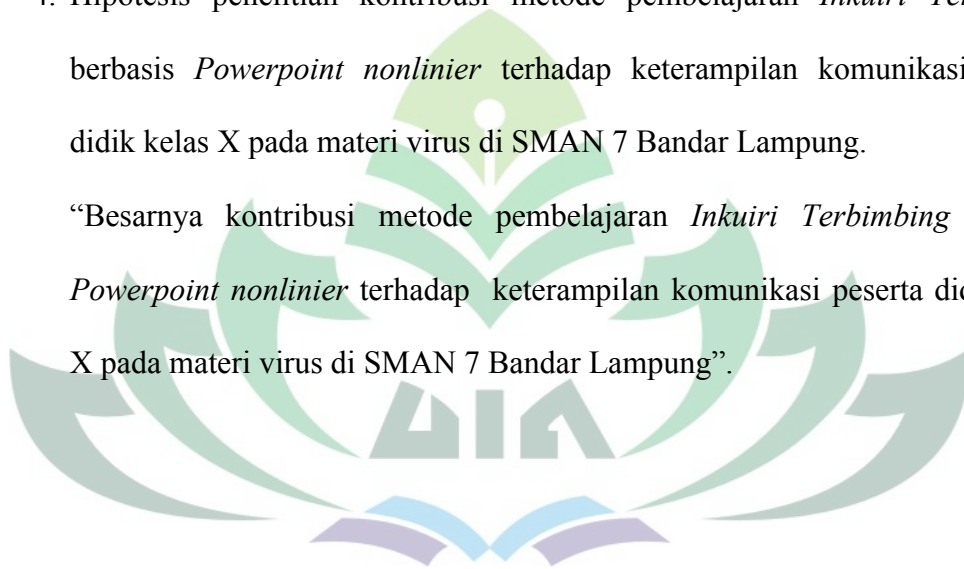 4. Hipotesis penelitian kontribusi metode pembelajaran Inkuiri
berbasis Powerpoint nonlinier terhadap keterampilan komunikasi
didik kelas X pada materi virus di SMAN 7 Bandar Lampung.
“Besarnya kontribusi metode pembelajaran Inkuiri Terbimbing
Powerpoint nonlinier terhadap keterampilan komunikasi peserta
X pada materi virus di SMAN 7 Bandar Lampung”.
UIN